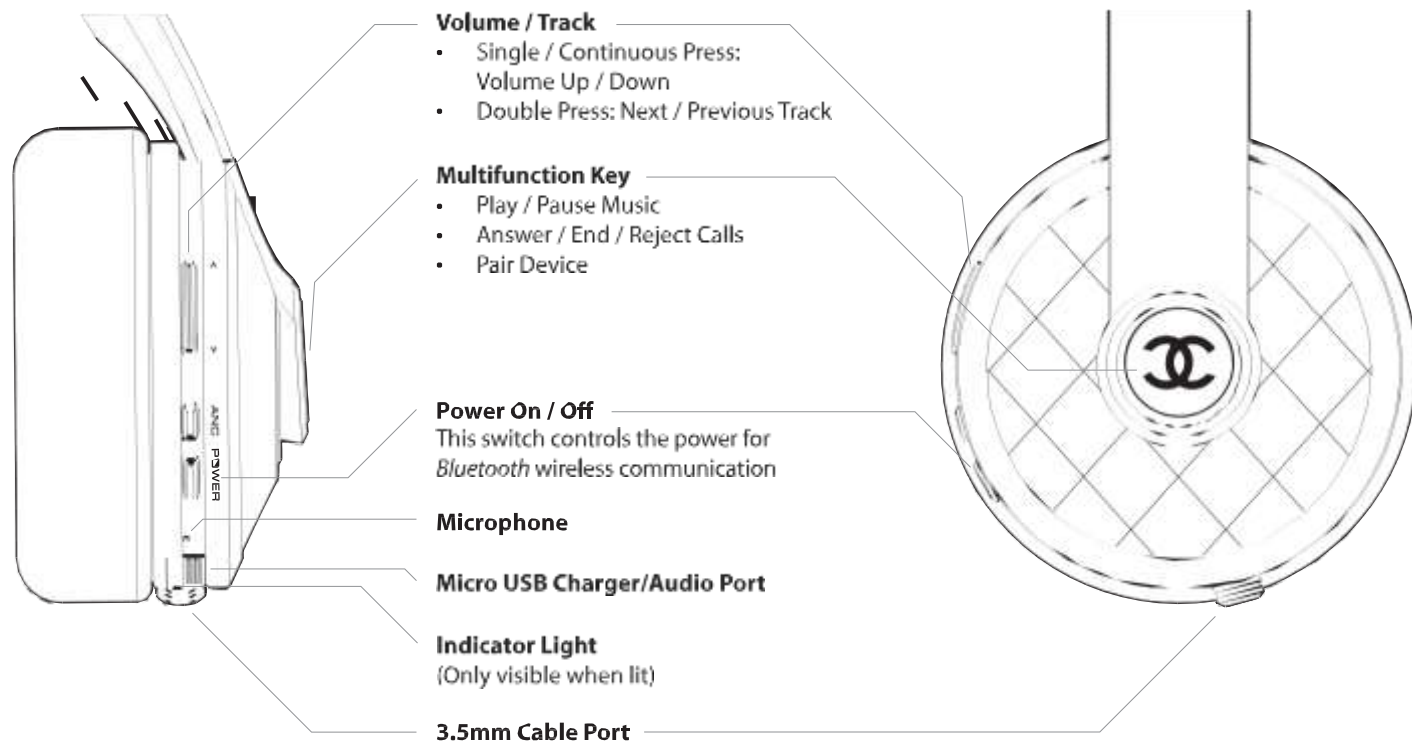 Volume / Track
• Single / Continuous Press:
Volume Up / Down
• Double Press: Next / Previous Track
Multifunction Key
• Play / Pause Music
• Answer / End / Reject Calls
• Pair Device
Power On / Off
This switch controls the power for
Bluetooth wireless communication
Microphone
Micro USB Charger/Audio Port
Indicator Light
(Only visible when lit)
3.5mm Cable Port
ANC POWER